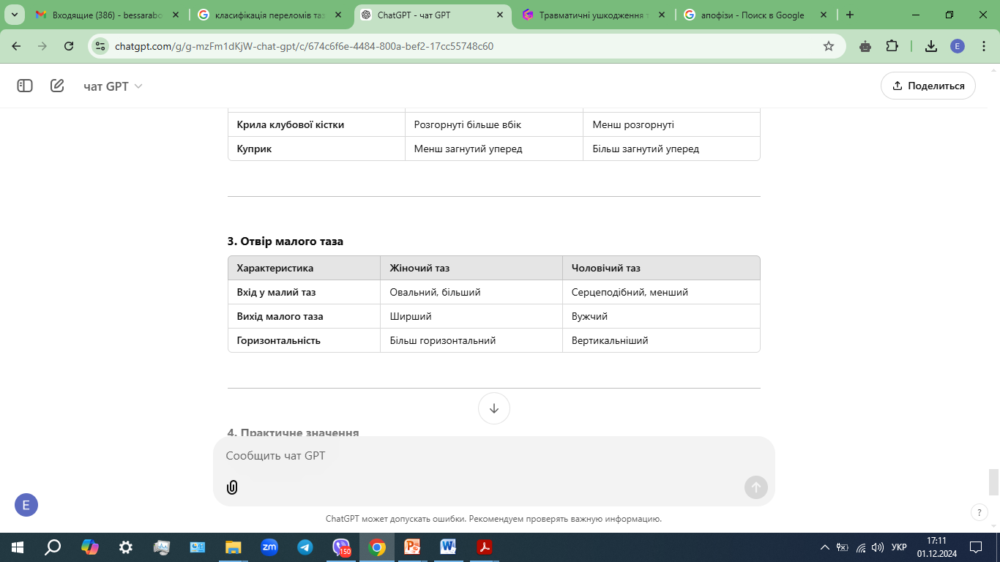 Входящие (386) - bessarabo
класифікація переломів таз
ChatGPT - чат GPT
Травматичні ушкодження т
апофізи - Поиск в Google
chatgpt.com/g/g-mzFm1dKjW-chat-gpt/c/674c6f6e-4484-800a-bef2-17cc55748c60
E
чат GPT
Поделиться
Крила клубової кістки Розгорнуті більше вбік Менш розгорнуті
Куприк Менш загнутий уперед Більш загнутий уперед
3. Отвір малого таза
Характеристика Жіночий таз Чоловічий таз
Вхід у малий таз Овальний, більший Серцеподібний, менший
Вихід малого таза Ширший Вужчий
Горизонтальність Більш горизонтальний Вертикальніший
4. Практичне значення
Сообщить чат GPT
E
?
ChatGPT может допускать ошибки. Рекомендуем проверять важную информацию.
zm
150
P
W
УКР
17:11
01.12.2024